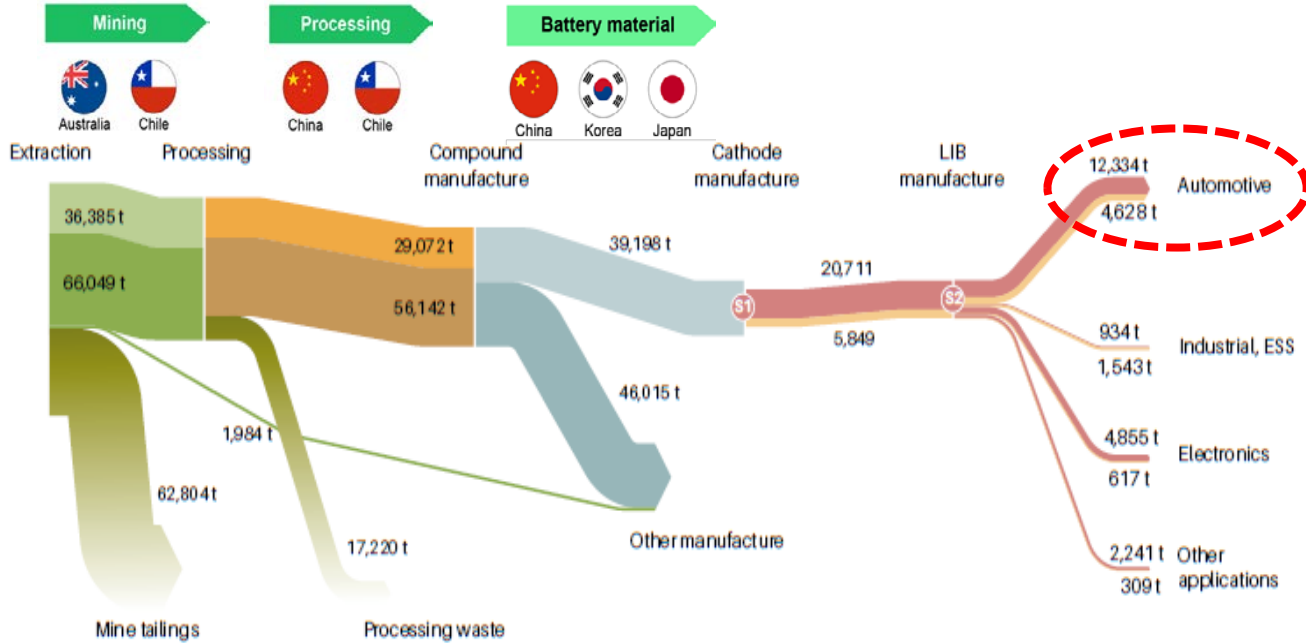 Mining
Processing
Battery material
Australia
Chile
China
Chile
China
Korea
Japan
Extraction
Processing
Compound
manufacture
Cathode
manufacture
LIB
manufacture
36,385 t
66,049 t
29,072 t
56,142 t
39,198 t
S1
20,711
5,849
S2
12,334 t
4,628 t
Automotive
934 t
1,543 t
Industrial, ESS
4,855 t
617 t
Electronics
2,241 t
309 t
Other
applications
46,015 t
1,984 t
62,804 t
17,220 t
Other manufacture
Mine tailings
Processing waste